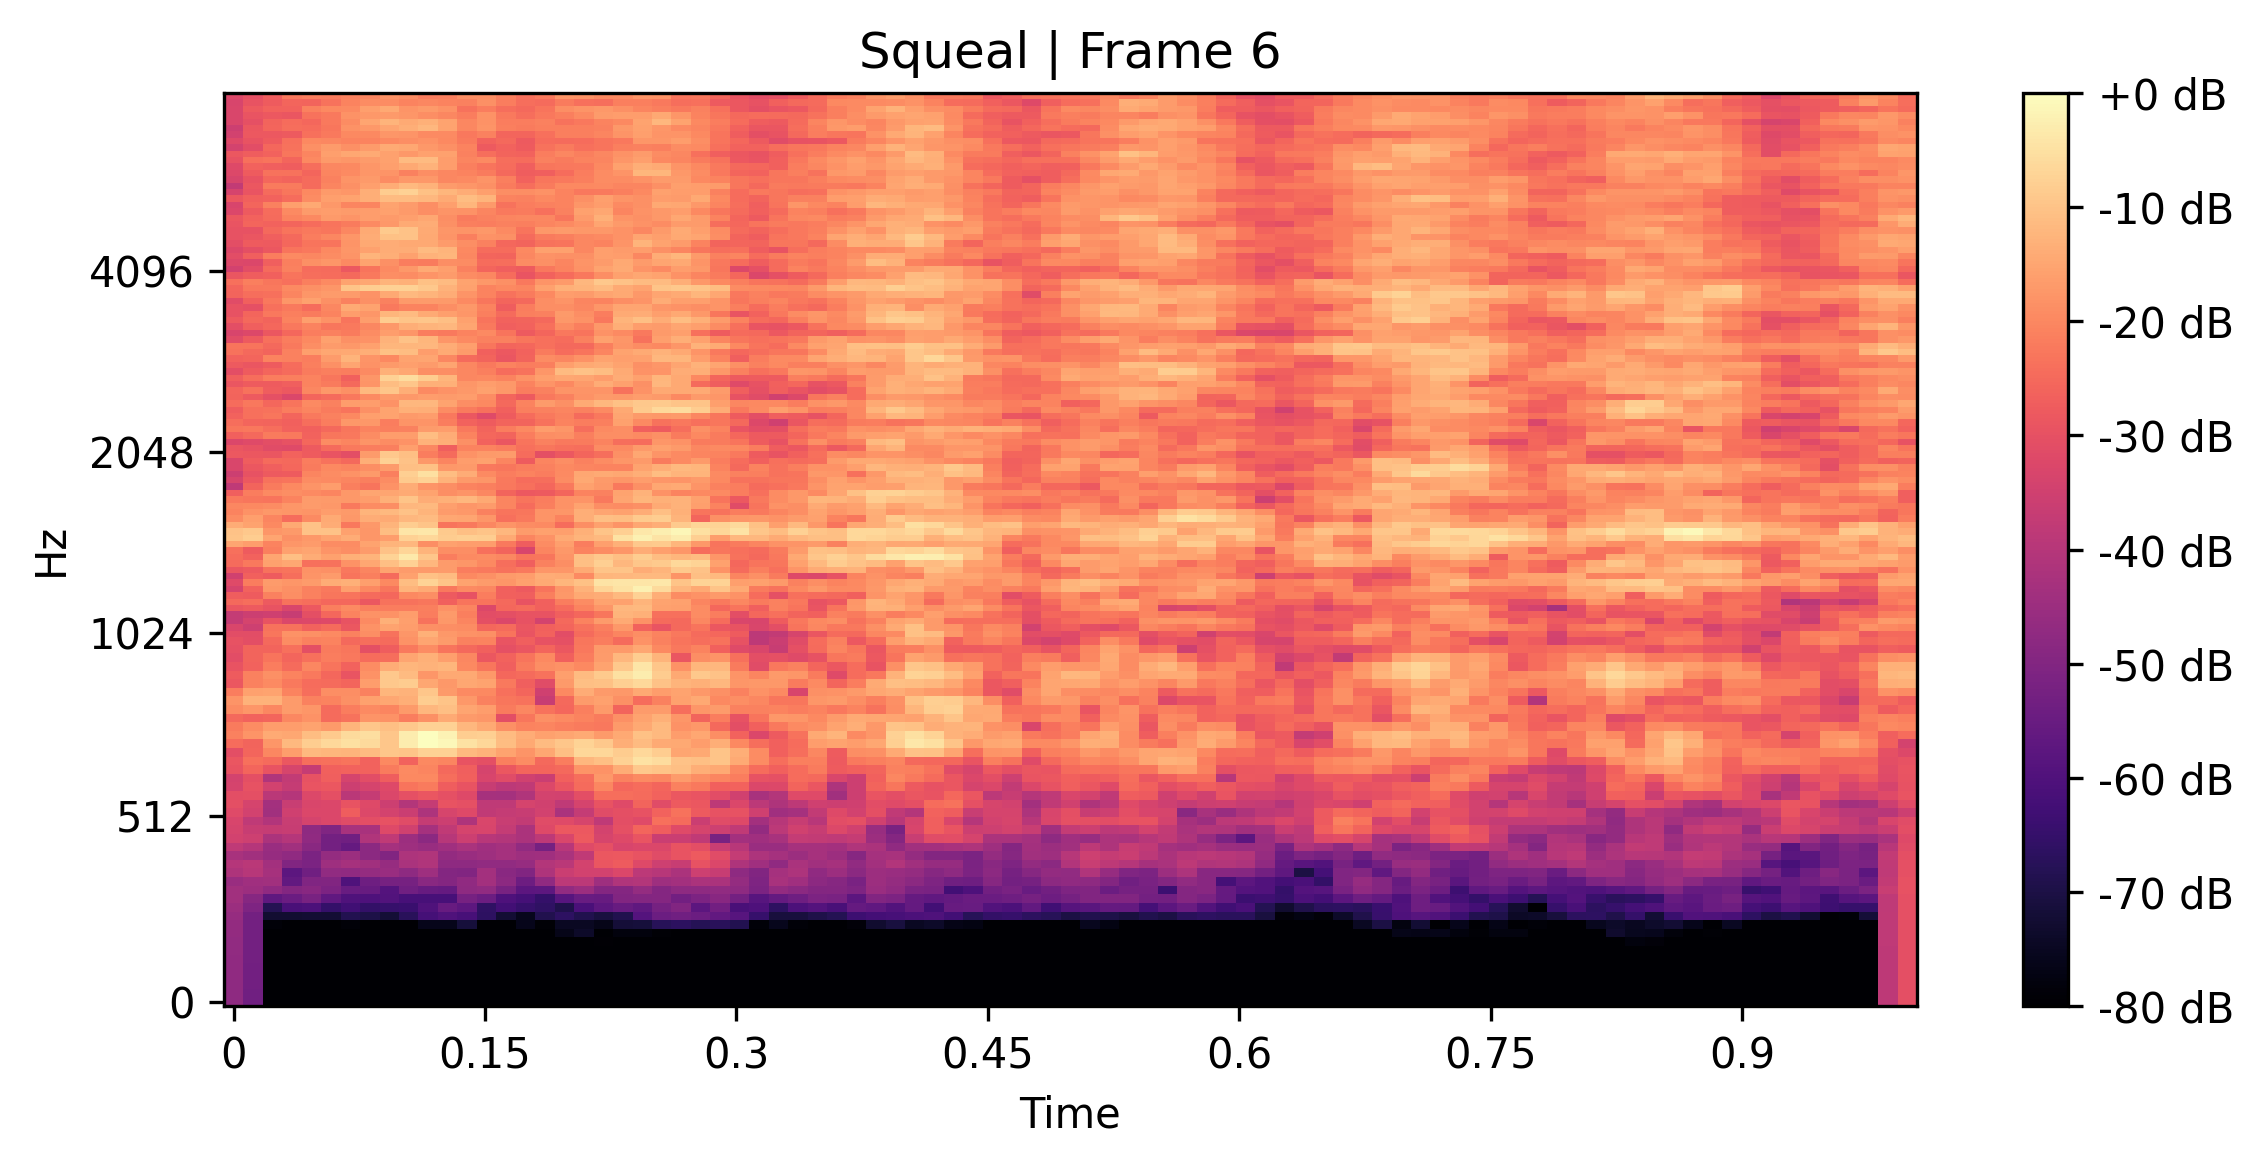 Squeal | Frame 6
+0 dB
-10 dB
-20 dB
-30 dB
-40 dB
-50 dB
-60 dB
-70 dB
-80 dB
Hz
4096
2048
1024
512
0
0 0.15 0.3 0.45 0.6 0.75 0.9
Time